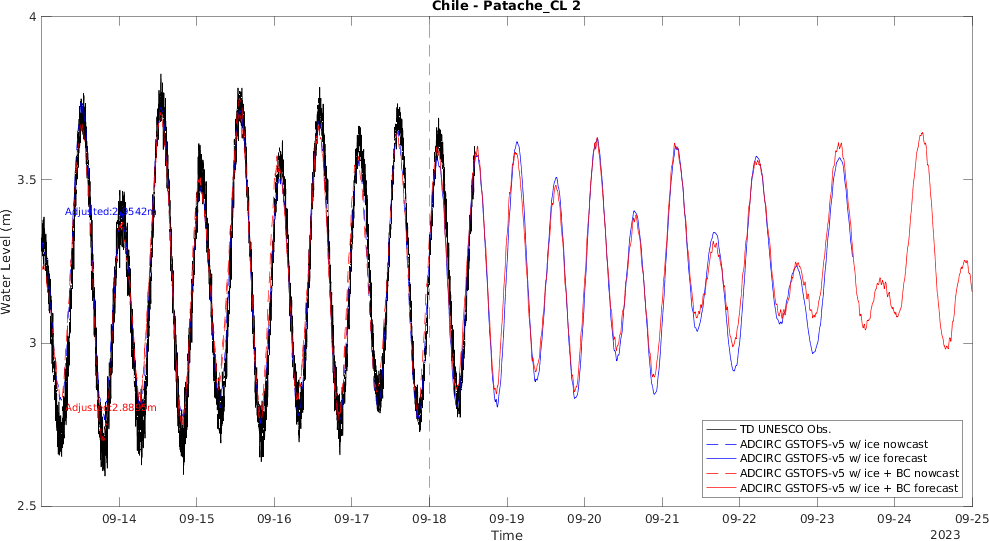 Chile - Patache_CL 2
4
3.5
3
2.5
Water Level (m)
Adjusted:2.9542m
09-14
09-15
09-16
09-17
09-18
09-19
09-20
09-21
09-22
09-23
09-24
09-25
Time
2023
TD UNESCO Obs.
ADCIRC GSTOFS-v5 w/ ice nowcast
ADCIRC GSTOFS-v5 w/ ice forecast
ADCIRC GSTOFS-v5 w/ ice + BC nowcast
ADCIRC GSTOFS-v5 w/ ice + BC forecast